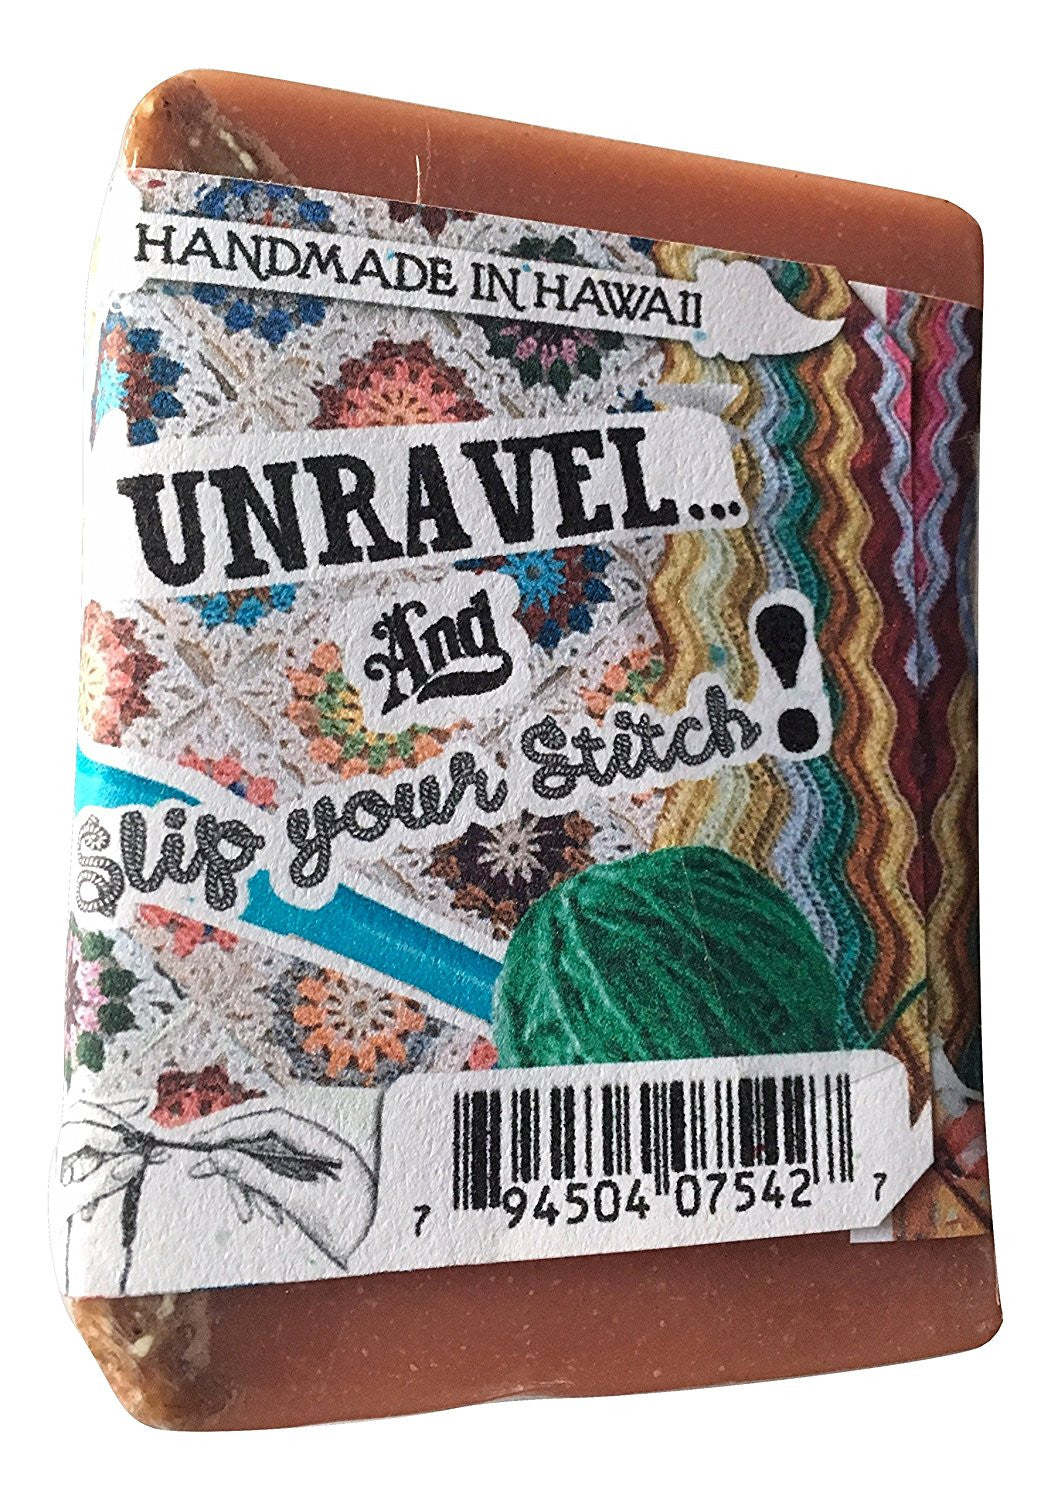 HANDMADE IN HAWAII
UNRAVEL...
And
Slip your Stitch!
7 94504 07542 7